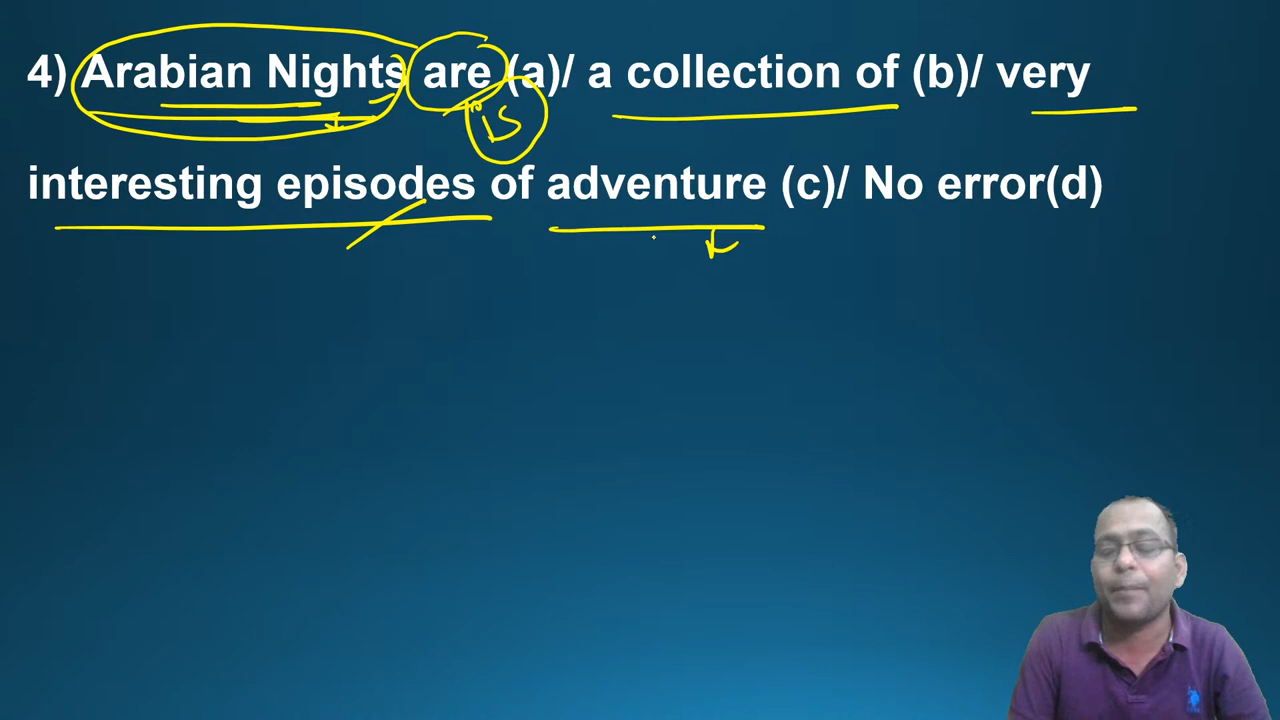 4) Arabian Nights are (a)/ a collection of (b)/ very
is
interesting episodes of adventure (c)/ No error(d)